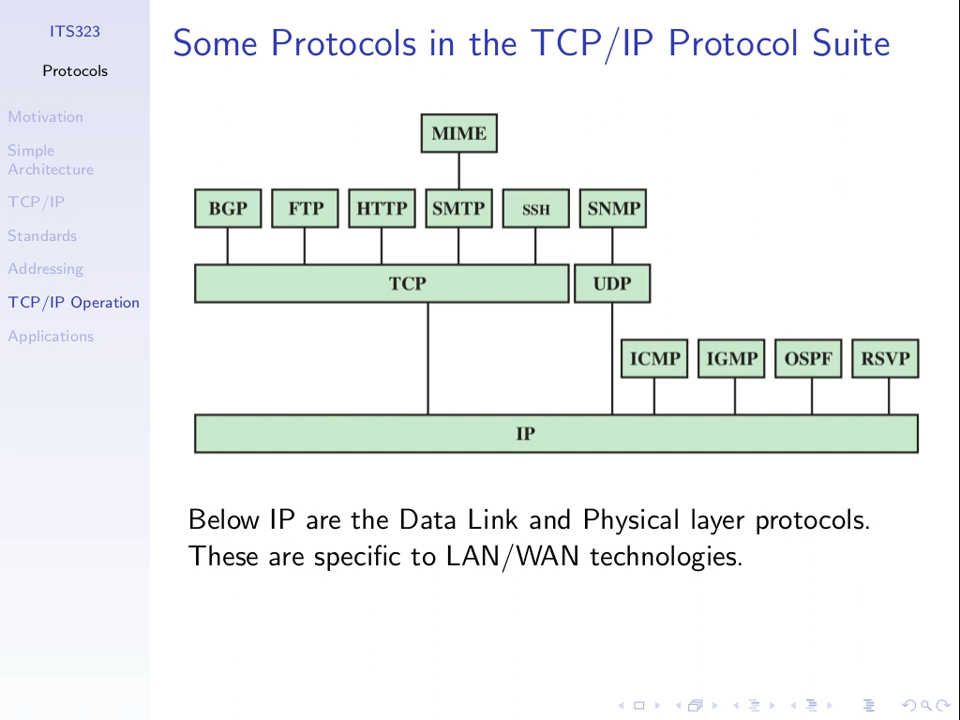 ITS323
Protocols
Motivation
Simple
Architecture
TCP/IP
Standards
Addressing
TCP/IP Operation
Applications
Some Protocols in the TCP/IP Protocol Suite
MIME
BGP FTP HTTP SMTP SSH SNMP
TCP UDP
ICMP IGMP OSPF RSVP
IP
Below IP are the Data Link and Physical layer protocols.
These are specific to LAN/WAN technologies.